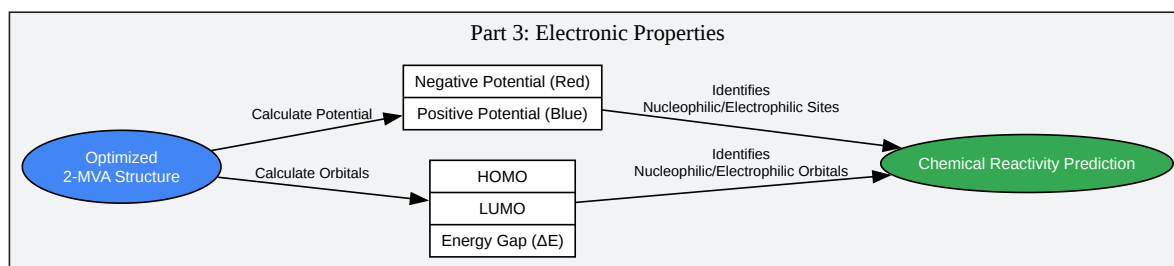 Part 3: Electronic Properties
Negative Potential (Red)
Positive Potential (Blue)
Identifies
Nucleophilic/Electrophilic Sites
Calculate Potential
Optimized
2-MVA Structure
Calculate Orbitals
HOMO
LUMO
Energy Gap (ΔE)
Identifies
Nucleophilic/Electrophilic Orbitals
Chemical Reactivity Prediction